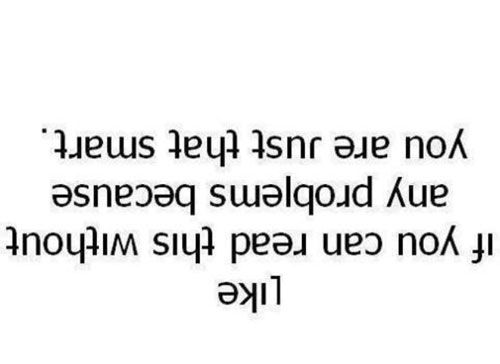 Like
if you can read this without
any problems because
you are just that smart.